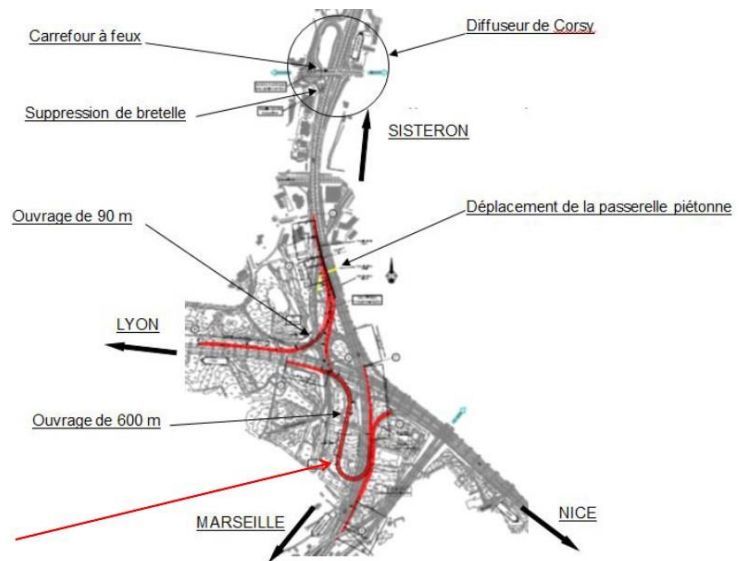 Carrefour à feux
Diffuseur de Corsy
Suppression de bretelle
SISTERON
Ouvrage de 90 m
Déplacement de la passerelle piétonne
LYON
Ouvrage de 600 m
MARSEILLE
NICE